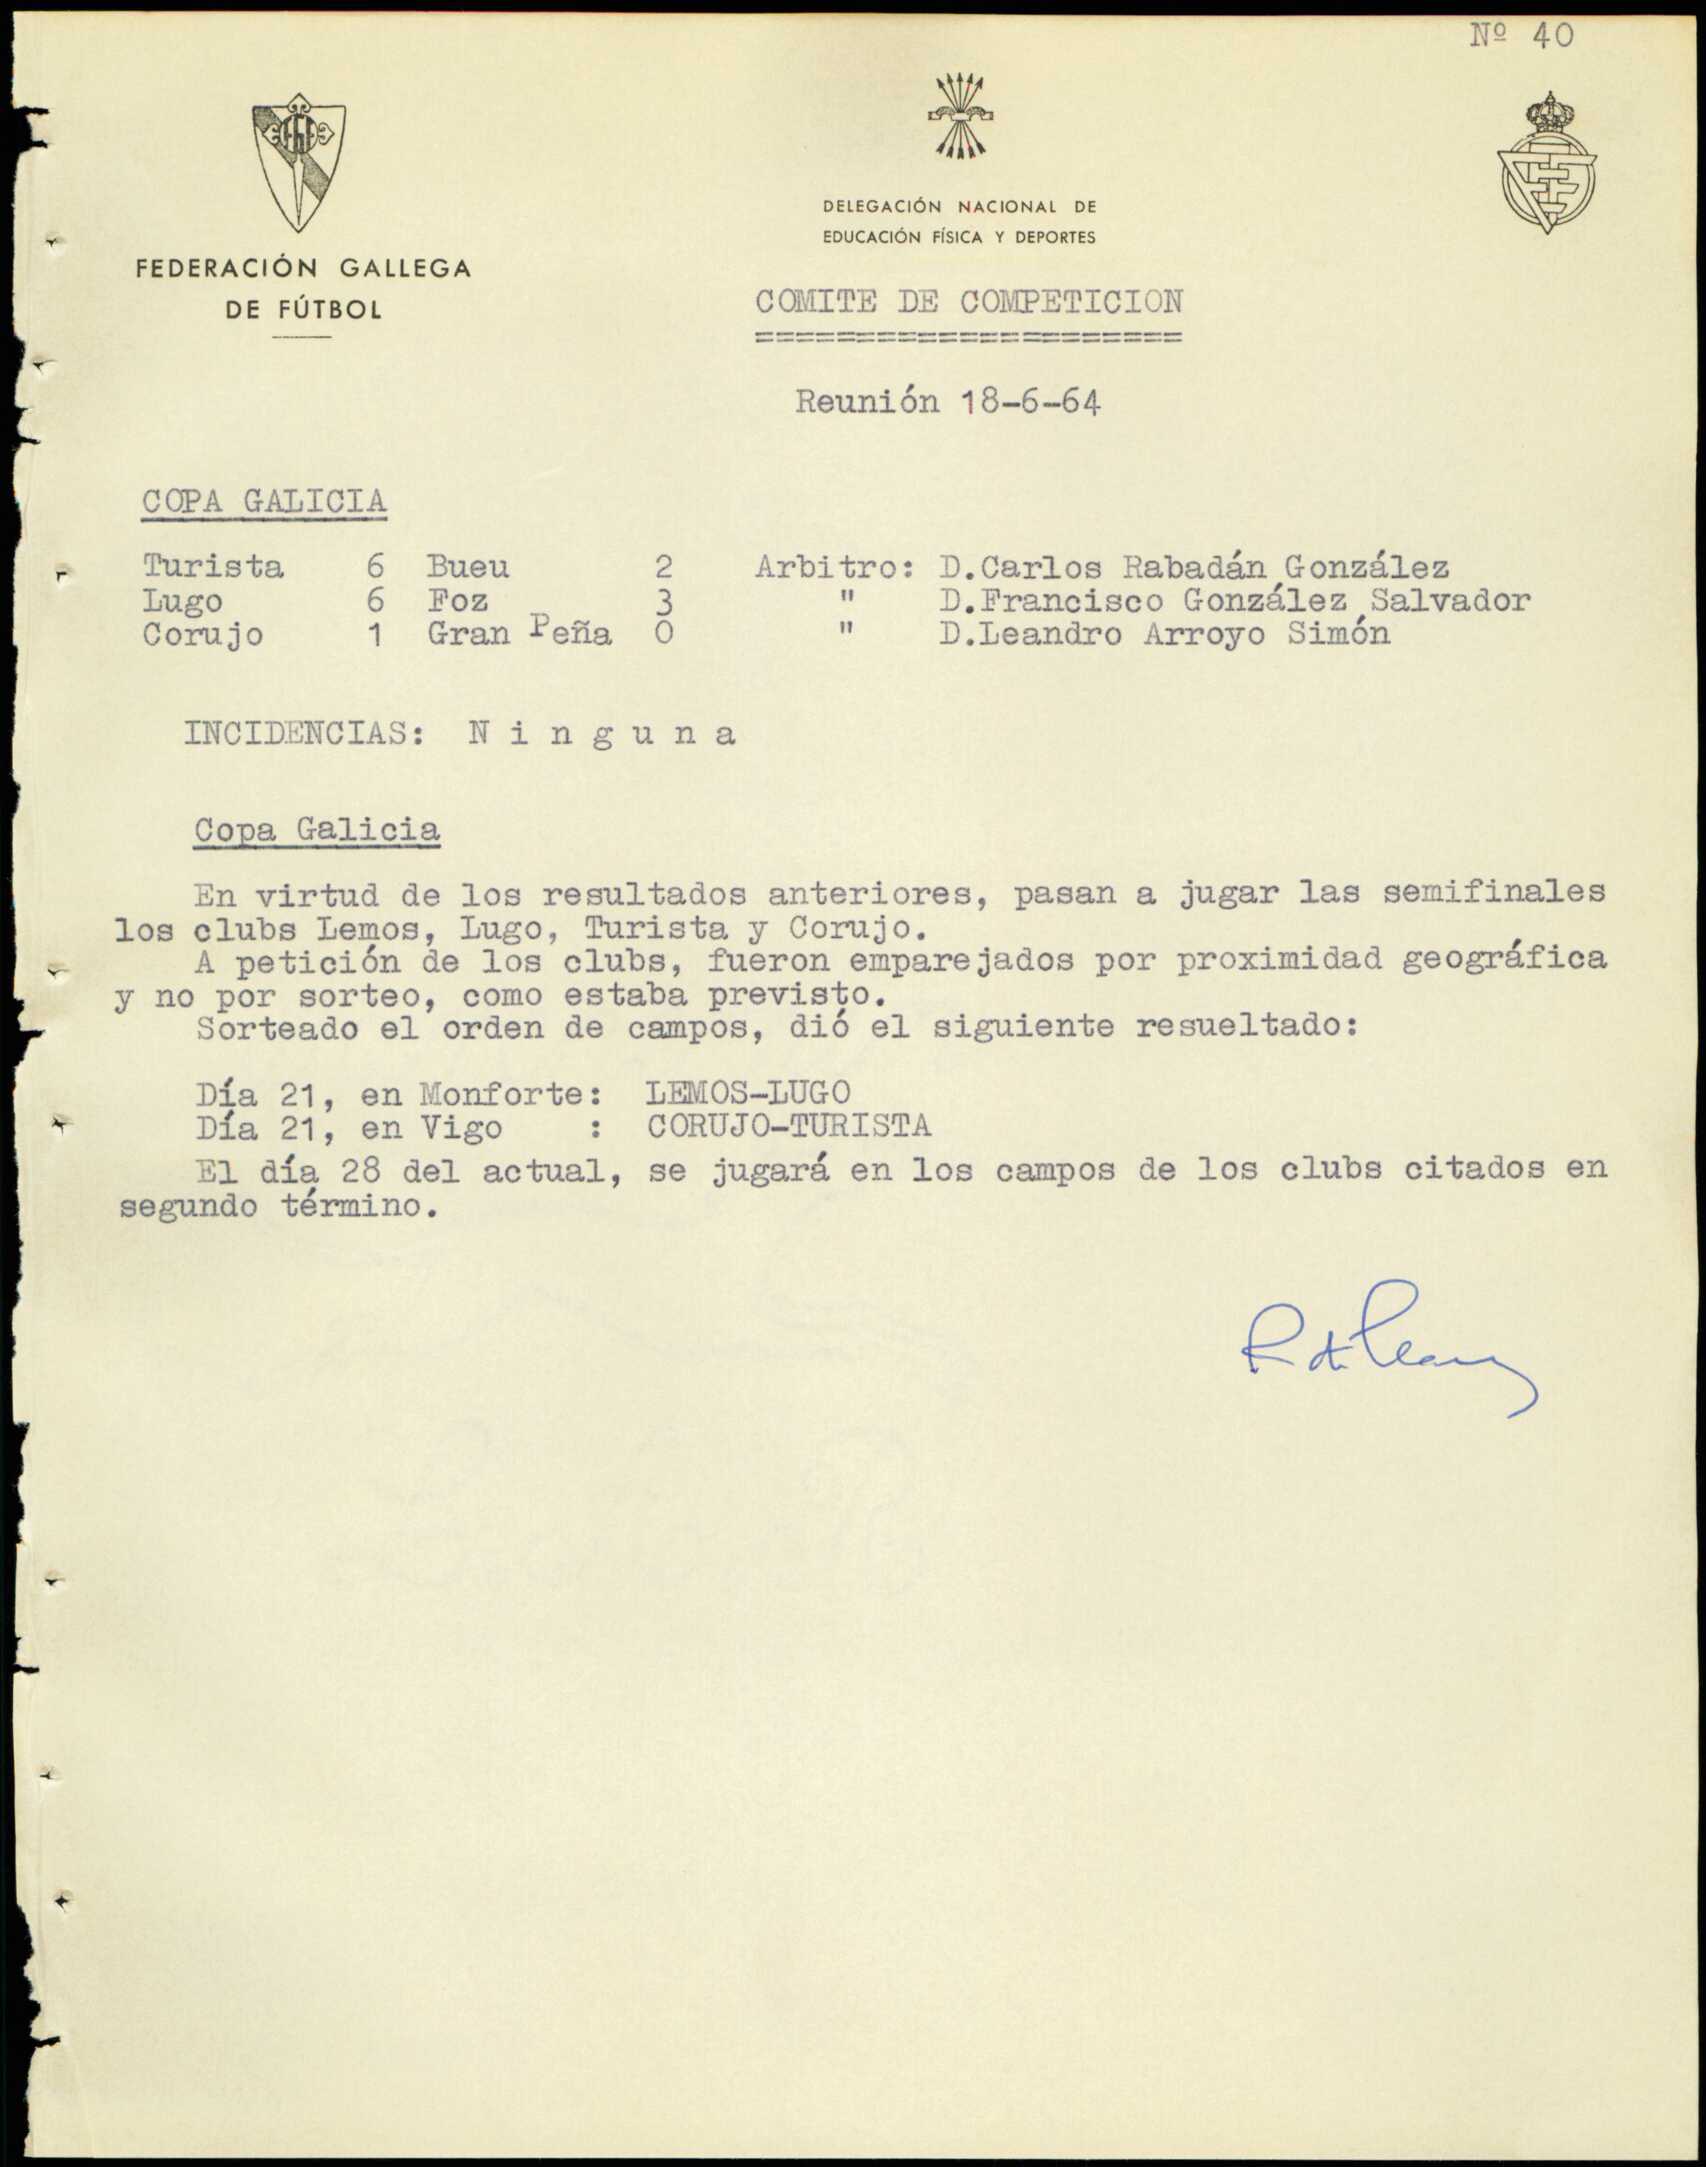 Nº 40
FEDERACIÓN GALLEGA
DE FÚTBOL
DELEGACIÓN NACIONAL DE
EDUCACIÓN FÍSICA Y DEPORTES
COMITE DE COMPETICION
=====================
Reunión 18-6-64
COPA GALICIA
Turista 6 Bueu 2 Arbitro: D.Carlos Rabadán González
Lugo 6 Foz 3 " D.Francisco González Salvador
Corujo 1 Gran Peña 0 " D.Leandro Arroyo Simón
INCIDENCIAS: N i n g u n a
Copa Galicia
En virtud de los resultados anteriores, pasan a jugar las semifinales
los clubs Lemos, Lugo, Turista y Corujo.
A petición de los clubs, fueron emparejados por proximidad geográfica
y no por sorteo, como estaba previsto.
Sorteado el orden de campos, dió el siguiente resueltado:
Día 21, en Monforte: LEMOS-LUGO
Día 21, en Vigo : CORUJO-TURISTA
El día 28 del actual, se jugará en los campos de los clubs citados en
segundo término.